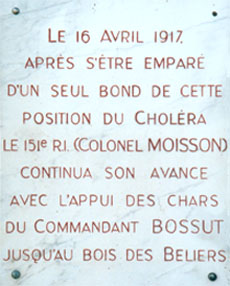 LE 16 AVRIL 1917,
APRÈS S'ÊTRE EMPARÉ
D'UN SEUL BOND DE CETTE
POSITION DU CHOLÉRA
LE 151e R.I. (COLONEL MOISSON)
CONTINUA SON AVANCE
AVEC L'APPUI DES CHARS
DU COMMANDANT BOSSUT
JUSQU'AU BOIS DES BELIERS